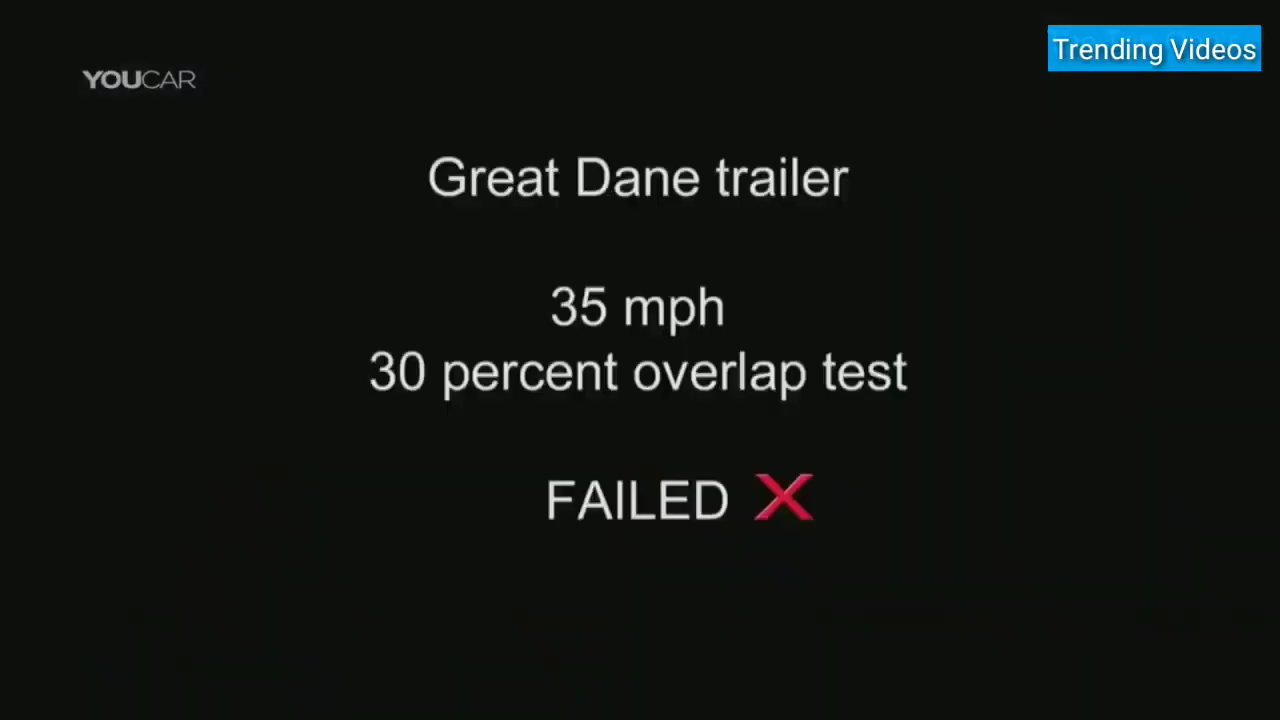 Trending Videos
YOUCAR
Great Dane trailer
35 mph
30 percent overlap test
FAILED